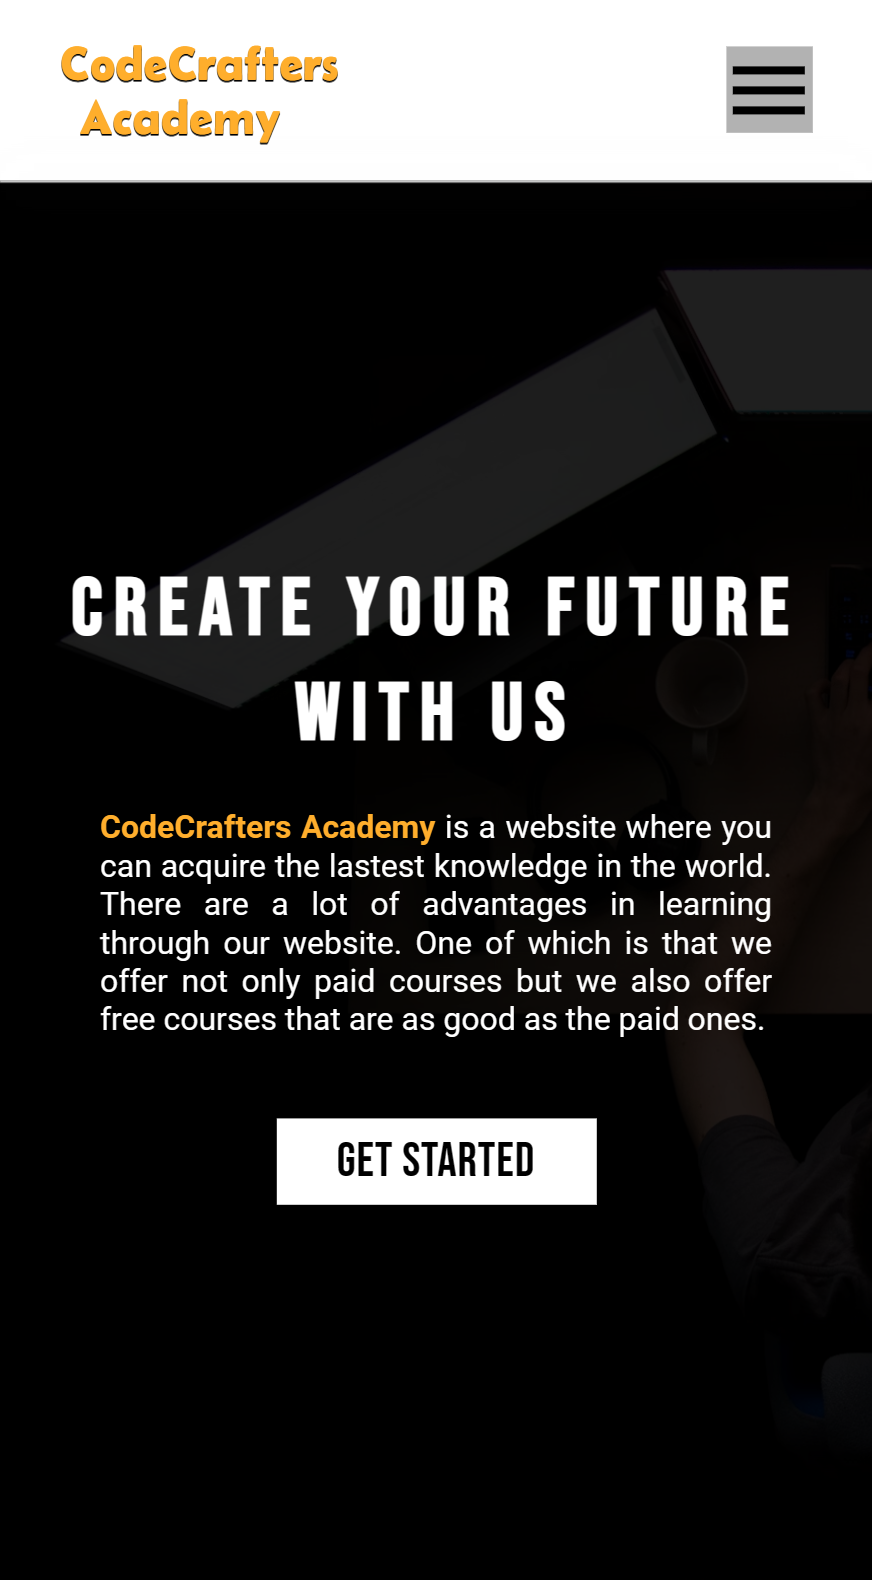 CodeCrafters
Academy
CREATE YOUR FUTURE
WITH US
CodeCrafters Academy is a website where you
can acquire the lastest knowledge in the world.
There are a lot of advantages in learning
through our website. One of which is that we
offer not only paid courses but we also offer
free courses that are as good as the paid ones.
GET STARTED